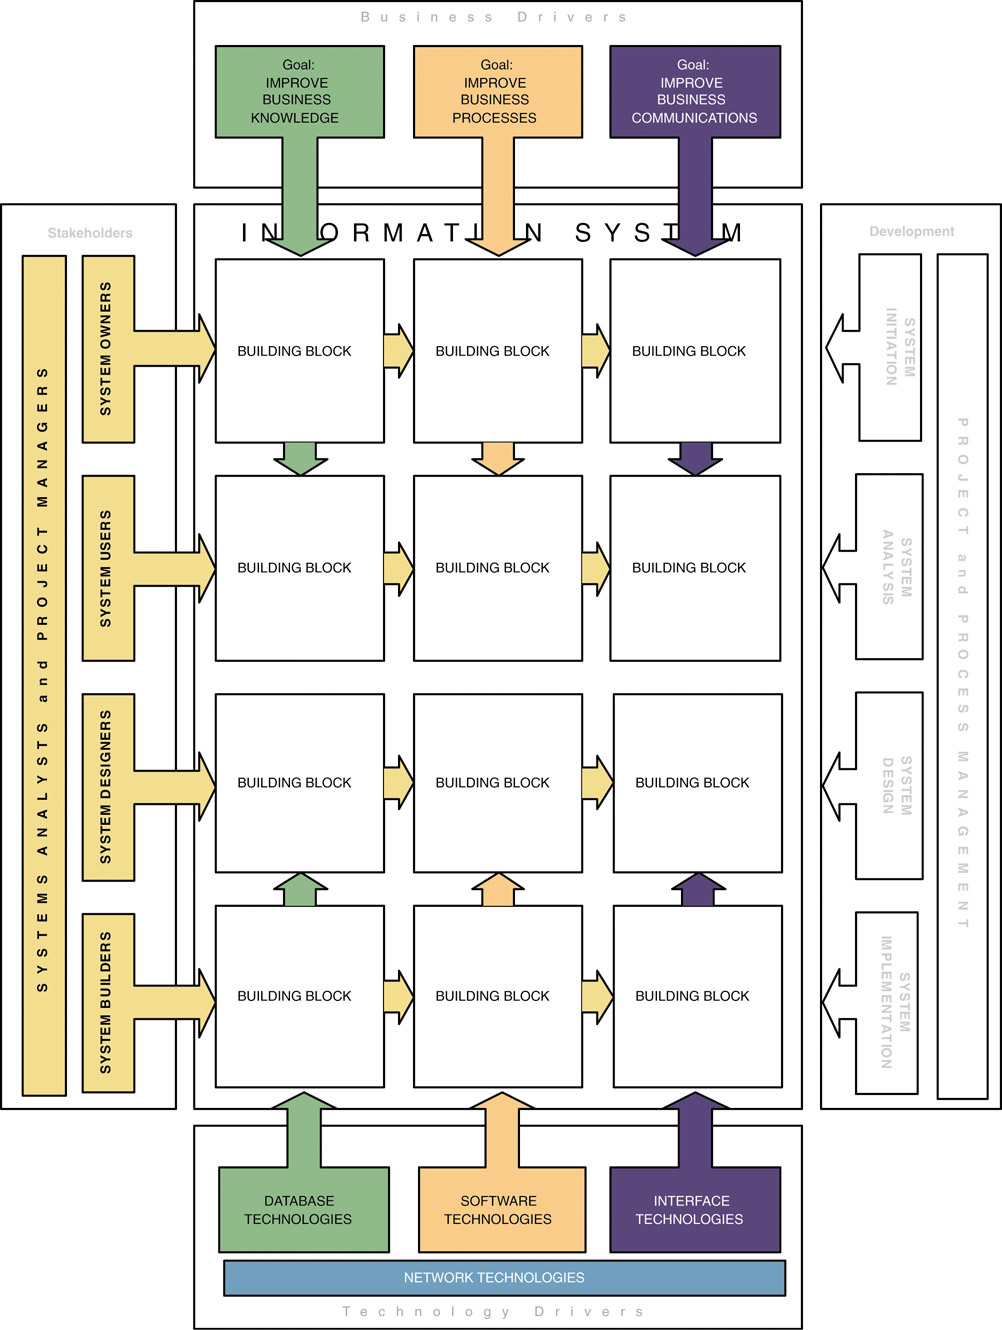 Business Drivers
Goal:
IMPROVE
BUSINESS
KNOWLEDGE
Goal:
IMPROVE
BUSINESS
PROCESSES
Goal:
IMPROVE
BUSINESS
COMMUNICATIONS
Stakeholders
INFORMATION SYSTEM
Development
SYSTEMS ANALYSTS and PROJECT MANAGERS
SYSTEM OWNERS
BUILDING BLOCK
BUILDING BLOCK
BUILDING BLOCK
SYSTEM
INITIATION
PROJECT and PROCESS MANAGEMENT
SYSTEM USERS
BUILDING BLOCK
BUILDING BLOCK
BUILDING BLOCK
SYSTEM
ANALYSIS
SYSTEM DESIGNERS
BUILDING BLOCK
BUILDING BLOCK
BUILDING BLOCK
SYSTEM
DESIGN
SYSTEM BUILDERS
BUILDING BLOCK
BUILDING BLOCK
BUILDING BLOCK
SYSTEM
IMPLEMENTATION
DATABASE
TECHNOLOGIES
SOFTWARE
TECHNOLOGIES
INTERFACE
TECHNOLOGIES
NETWORK TECHNOLOGIES
Technology Drivers